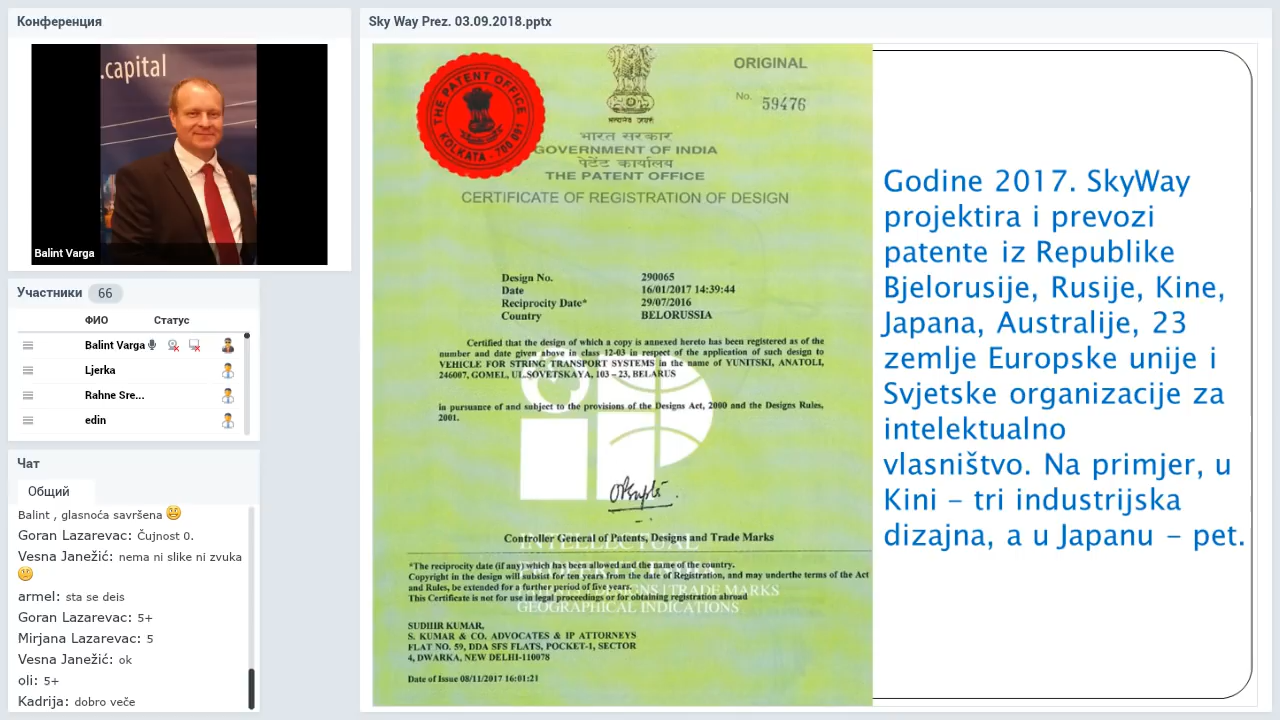 Конференция
.capital
Balint Varga
Участники 66
ФИО Статус
Balint Varga
Ljerka
Rahne Sre...
edin
Чат
Общий
Balint , glasnoća savršena
Goran Lazarevac: Čujnost 0.
Vesna Janežić: nema ni slike ni zvuka
armel: sta se deis
Goran Lazarevac: 5+
Mirjana Lazarevac: 5
Vesna Janežić: ok
oli: 5+
Kadrija: dobro veče
Sky Way Prez. 03.09.2018.pptx
THE PATENT OFFICE
KOLKATA - 700 091
ORIGINAL
No. 59476
सत्यमेव जयते
भारत सरकार
GOVERNMENT OF INDIA
पेटेंट कार्यालय
THE PATENT OFFICE
CERTIFICATE OF REGISTRATION OF DESIGN
Design No. 290065
Date 16/01/2017 14:39:44
Reciprocity Date* 29/07/2016
Country BELORUSSIA
Certified that the design of which a copy is annexed hereto has been registered as of the
number and date given above in class 12-03 in respect of the application of such design to
VEHICLE FOR STRING TRANSPORT SYSTEMS in the name of YUNITSKI, ANATOLI,
246007, GOMEL, UL.SOVETSKAYA, 103 – 23, BELARUS
in pursuance of and subject to the provisions of the Designs Act, 2000 and the Designs Rules,
2001.
Controller General of Patents, Designs and Trade Marks
INTELLECTUAL
*The reciprocity date (if any) which has been allowed and the name of the country.
Copyright in the design will subsist for ten years from the date of Registration, and may underthe terms of the Act
and Rules, be extended for a further period of five years.
This Certificate is not for use in legal proceedings or for obtaining registration abroad
GEOGRAPHICAL INDICATIONS
SUDHIR KUMAR,
S. KUMAR & CO. ADVOCATES & IP ATTORNEYS
FLAT NO. 59, DDA SFS FLATS, POCKET-1, SECTOR
4, DWARKA, NEW DELHI-110078
Date of Issue 08/11/2017 16:01:21
Godine 2017. SkyWay
projektira i prevozi
patente iz Republike
Bjelorusije, Rusije, Kine,
Japana, Australije, 23
zemlje Europske unije i
Svjetske organizacije za
intelektualno
vlasništvo. Na primjer, u
Kini – tri industrijska
dizajna, a u Japanu – pet.